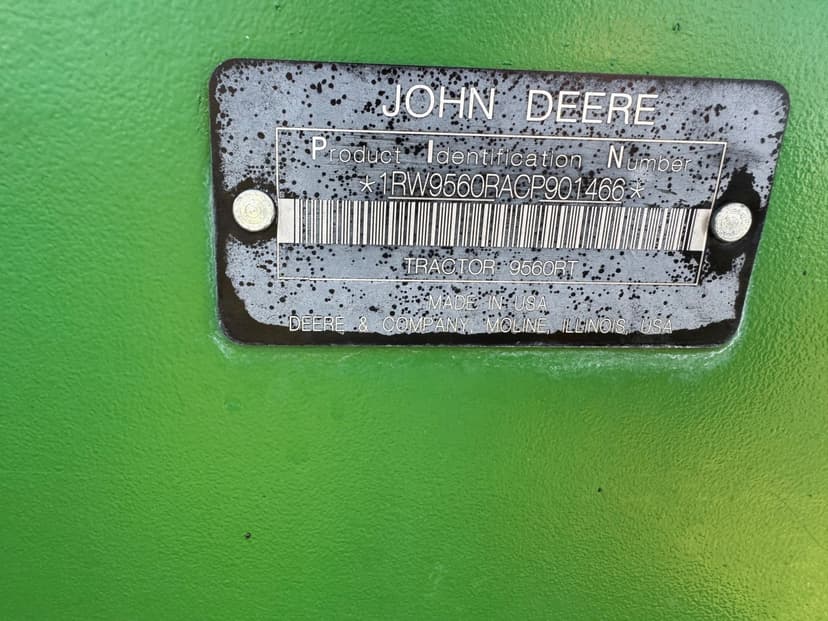 JOHN DEERE
Product Identification Number
*1RW9560RACP901466*
TRACTOR 9560RT
MADE IN USA
DEERE & COMPANY, MOLINE, ILLINOIS, USA